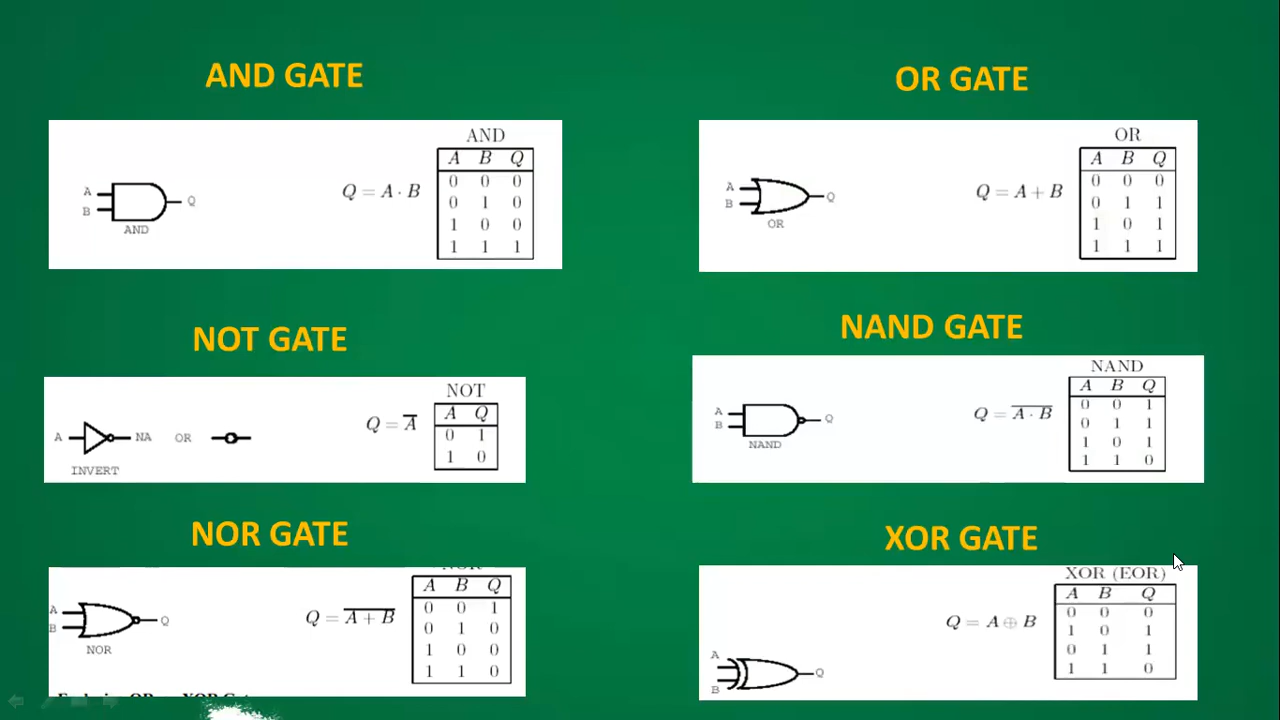 AND GATE
A
B
Q
AND
Q = A · B
AND
A B Q
0 0 0
0 1 0
1 0 0
1 1 1
OR GATE
A
B
Q
OR
Q = A + B
OR
A B Q
0 0 0
0 1 1
1 0 1
1 1 1
NOT GATE
A
NA
OR
INVERT
Q = A̅
NOT
A Q
0 1
1 0
NAND GATE
A
B
Q
NAND
Q = A̅ ̅·̅ ̅B̅
NAND
A B Q
0 0 1
0 1 1
1 0 1
1 1 0
NOR GATE
A
B
Q
NOR
Q = A̅ ̅+̅ ̅B̅
NOR
A B Q
0 0 1
0 1 0
1 0 0
1 1 0
XOR GATE
A
B
Q
Q = A ⊕ B
XOR (EOR)
A B Q
0 0 0
1 0 1
0 1 1
1 1 0